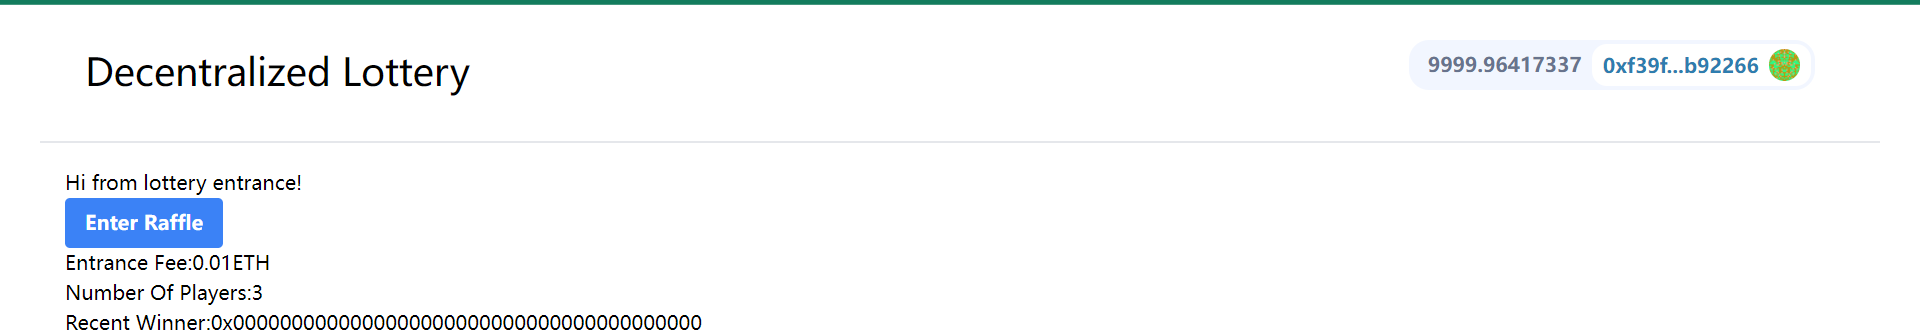 Decentralized Lottery
9999.96417337 0xf39f...b92266
Hi from lottery entrance!
Enter Raffle
Entrance Fee:0.01ETH
Number Of Players:3
Recent Winner:0x0000000000000000000000000000000000000000